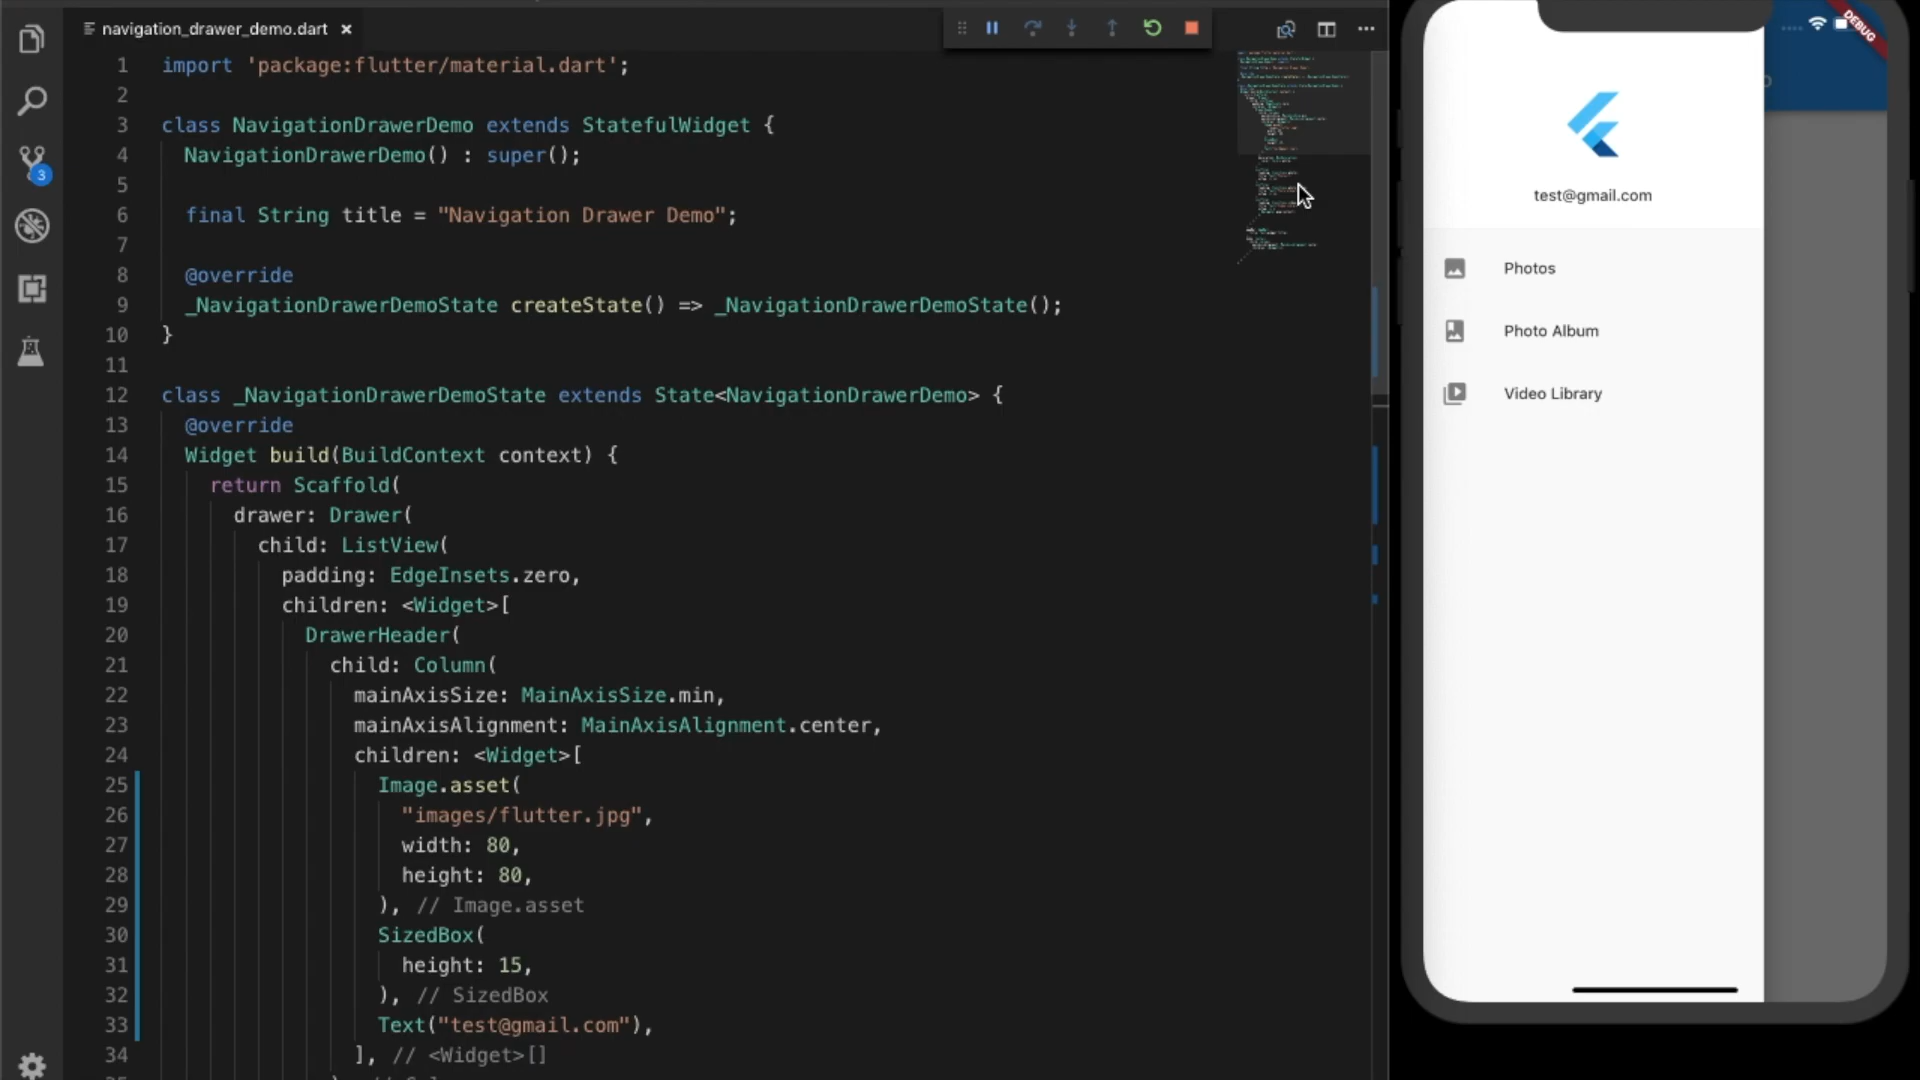 navigation_drawer_demo.dart
1 import 'package:flutter/material.dart';
2
3 class NavigationDrawerDemo extends StatefulWidget {
4 NavigationDrawerDemo() : super();
5
6 final String title = "Navigation Drawer Demo";
7
8 @override
9 _NavigationDrawerDemoState createState() => _NavigationDrawerDemoState();
10 }
11
12 class _NavigationDrawerDemoState extends State<NavigationDrawerDemo> {
13 @override
14 Widget build(BuildContext context) {
15 return Scaffold(
16 drawer: Drawer(
17 child: ListView(
18 padding: EdgeInsets.zero,
19 children: <Widget>[
20 DrawerHeader(
21 child: Column(
22 mainAxisSize: MainAxisSize.min,
23 mainAxisAlignment: MainAxisAlignment.center,
24 children: <Widget>[
25 Image.asset(
26 "images/flutter.jpg",
27 width: 80,
28 height: 80,
29 ), // Image.asset
30 SizedBox(
31 height: 15,
32 ), // SizedBox
33 Text("test@gmail.com"),
34 ], // <Widget>[]
3
DEBUG
test@gmail.com
Photos
Photo Album
Video Library